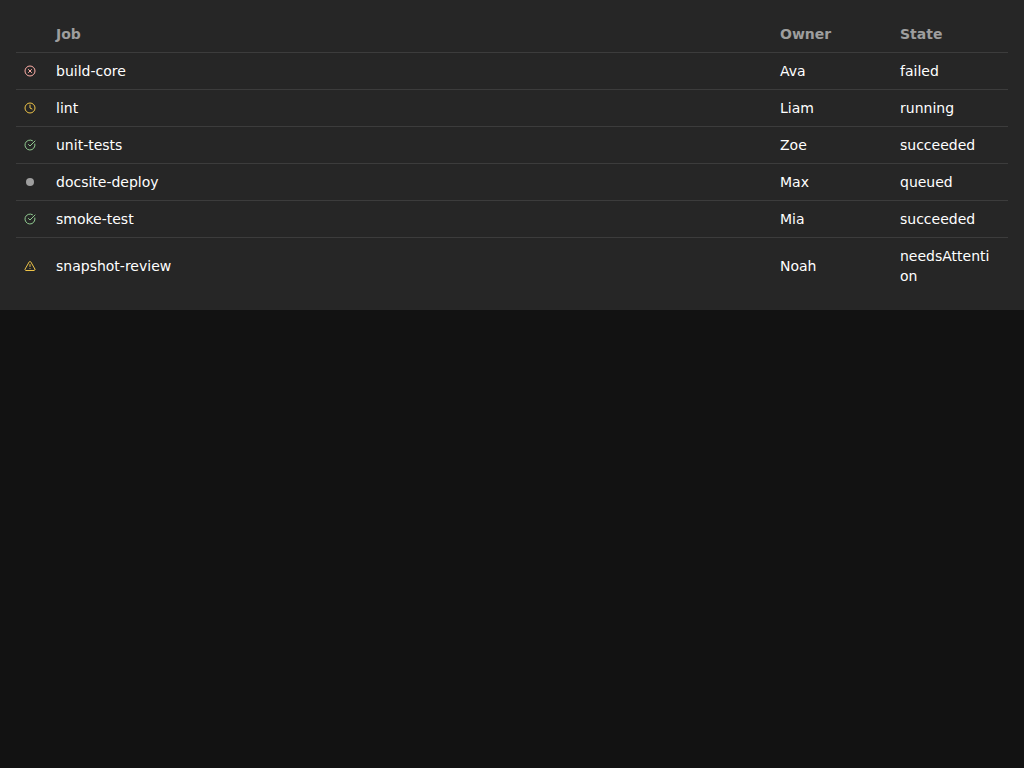 Job Owner State
build-core Ava failed
lint Liam running
unit-tests Zoe succeeded
docsite-deploy Max queued
smoke-test Mia succeeded
snapshot-review Noah needsAttenti
on